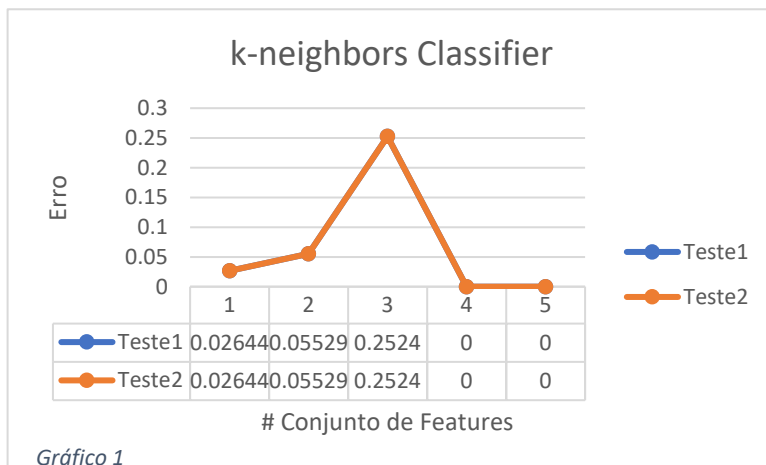 k-neighbors Classifier
0.3
0.25
0.2
0.15
0.1
0.05
0
Erro
1 2 3 4 5
Teste1 0.02644 0.05529 0.2524 0 0
Teste2 0.02644 0.05529 0.2524 0 0
# Conjunto de Features
Teste1
Teste2
Gráfico 1